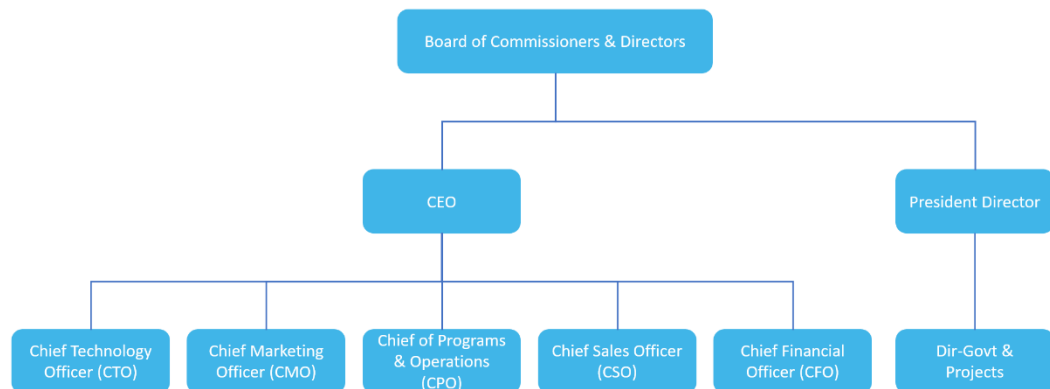 Board of Commissioners & Directors
CEO
President Director
Chief Technology
Officer (CTO)
Chief Marketing
Officer (CMO)
Chief of Programs
& Operations
(CPO)
Chief Sales Officer
(CSO)
Chief Financial
Officer (CFO)
Dir-Govt &
Projects